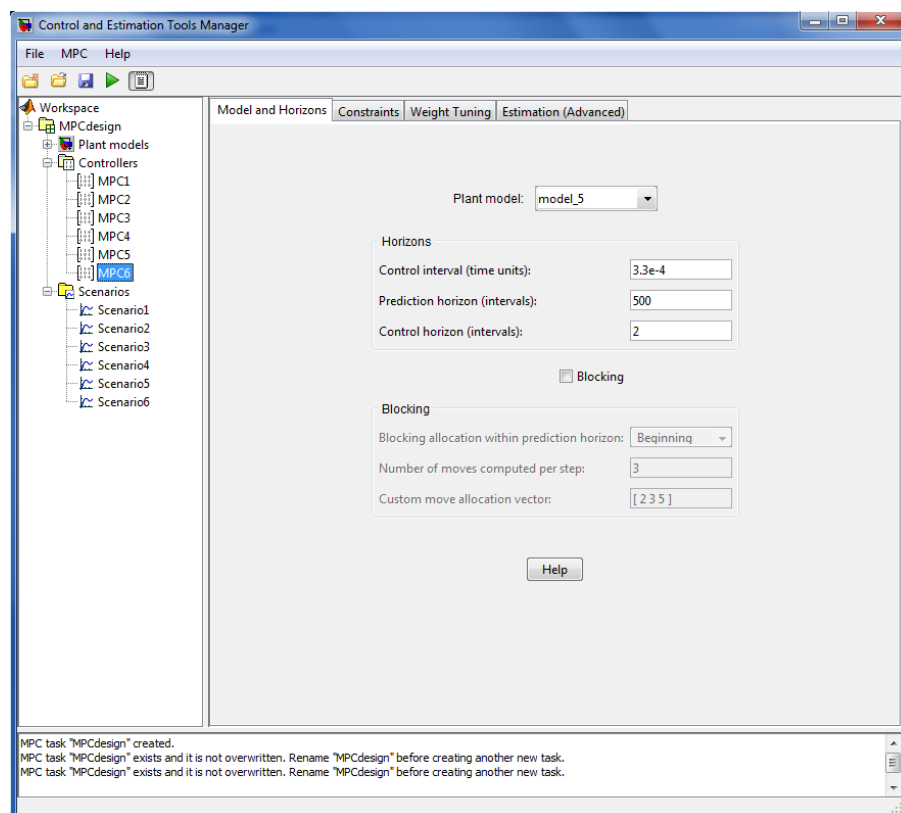 Control and Estimation Tools Manager
File MPC Help
Workspace
MPCdesign
Plant models
Controllers
MPC1
MPC2
MPC3
MPC4
MPC5
MPC6
Scenarios
Scenario1
Scenario2
Scenario3
Scenario4
Scenario5
Scenario6
Model and Horizons Constraints Weight Tuning Estimation (Advanced)
Plant model: model_5
Horizons
Control interval (time units): 3.3e-4
Prediction horizon (intervals): 500
Control horizon (intervals): 2
Blocking
Blocking
Blocking allocation within prediction horizon: Beginning
Number of moves computed per step: 3
Custom move allocation vector: [ 2 3 5 ]
Help
MPC task "MPCdesign" created.
MPC task "MPCdesign" exists and it is not overwritten. Rename "MPCdesign" before creating another new task.
MPC task "MPCdesign" exists and it is not overwritten. Rename "MPCdesign" before creating another new task.